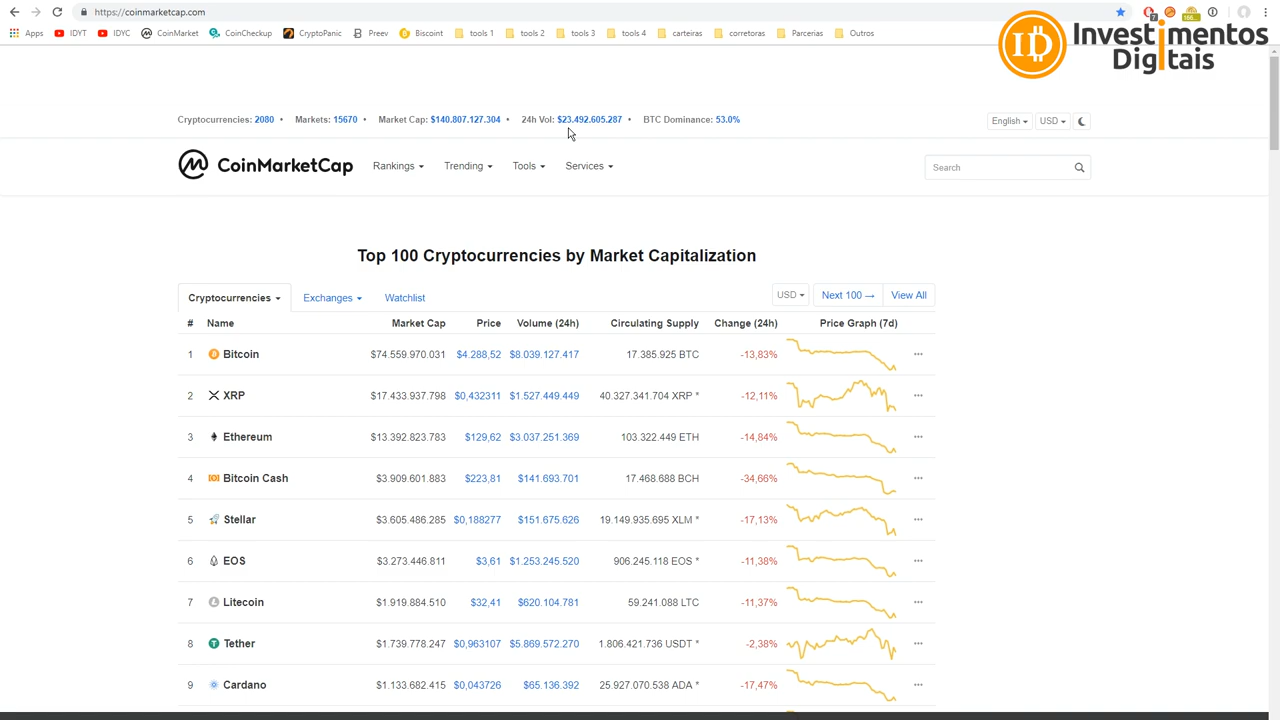 https://coinmarketcap.com
7
166...
Apps IDYT IDYC CoinMarket CoinCheckup CryptoPanic Preev Biscoint tools 1 tools 2 tools 3 tools 4 carteiras corretoras Parcerias Outros
ID Investimentos
Digitais
Cryptocurrencies: 2080 • Markets: 15670 • Market Cap: $140.807.127.304 • 24h Vol: $23.492.605.287 • BTC Dominance: 53.0%
English USD
CoinMarketCap Rankings Trending Tools Services Search
Top 100 Cryptocurrencies by Market Capitalization
Cryptocurrencies Exchanges Watchlist USD Next 100 → View All
# Name Market Cap Price Volume (24h) Circulating Supply Change (24h) Price Graph (7d)
1 Bitcoin $74.559.970.031 $4.288,52 $8.039.127.417 17.385.925 BTC -13,83%
2 XRP $17.433.937.798 $0,432311 $1.527.449.449 40.327.341.704 XRP * -12,11%
3 Ethereum $13.392.823.783 $129,62 $3.037.251.369 103.322.449 ETH -14,84%
4 Bitcoin Cash $3.909.601.883 $223,81 $141.693.701 17.468.688 BCH -34,66%
5 Stellar $3.605.486.285 $0,188277 $151.675.626 19.149.935.695 XLM * -17,13%
6 EOS $3.273.446.811 $3,61 $1.253.245.520 906.245.118 EOS * -11,38%
7 Litecoin $1.919.884.510 $32,41 $620.104.781 59.241.088 LTC -11,37%
8 Tether $1.739.778.247 $0,963107 $5.869.572.270 1.806.421.736 USDT * -2,38%
9 Cardano $1.133.682.415 $0,043726 $65.136.392 25.927.070.538 ADA * -17,47%